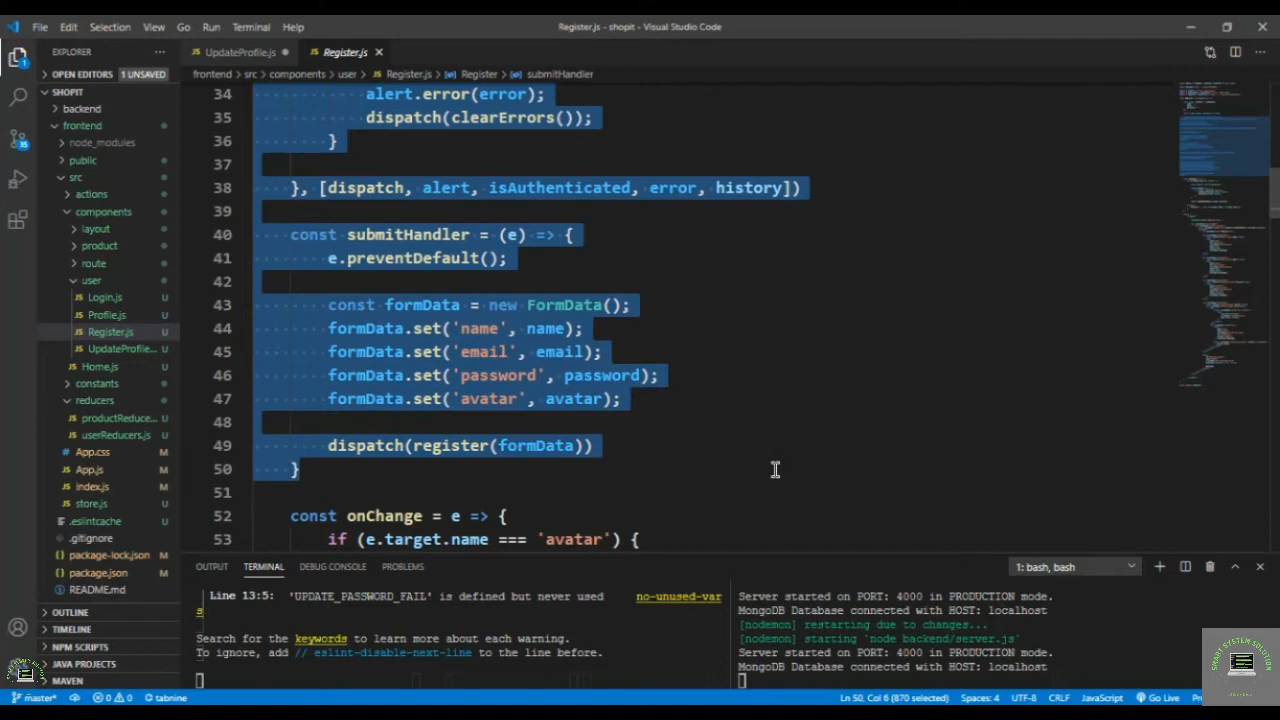 File Edit Selection View Go Run Terminal Help
Register.js - shopit - Visual Studio Code
EXPLORER
OPEN EDITORS 1 UNSAVED
SHOPIT
backend
frontend
node_modules
public
src
actions
components
layout
product
route
user
Login.js U
Profile.js U
Register.js U
UpdateProfile... U
Home.js U
constants
reducers
productReduce... U
userReducers.js U
App.css M
App.js M
index.js M
store.js U
.eslintcache U
.gitignore
package-lock.json M
package.json M
README.md
OUTLINE
TIMELINE
NPM SCRIPTS
JAVA PROJECTS
MAVEN
UpdateProfile.js
Register.js
frontend > src > components > user > Register.js > Register > submitHandler
34 alert.error(error);
35 dispatch(clearErrors());
36 }
37
38 }, [dispatch, alert, isAuthenticated, error, history])
39
40 const submitHandler = (e) => {
41 e.preventDefault();
42
43 const formData = new FormData();
44 formData.set('name', name);
45 formData.set('email', email);
46 formData.set('password', password);
47 formData.set('avatar', avatar);
48
49 dispatch(register(formData))
50 }
51
52 const onChange = e => {
53 if (e.target.name === 'avatar') {
OUTPUT TERMINAL DEBUG CONSOLE PROBLEMS
1: bash, bash
Line 13:5: 'UPDATE_PASSWORD_FAIL' is defined but never used no-unused-var
s
Search for the keywords to learn more about each warning.
To ignore, add // eslint-disable-next-line to the line before.
Server started on PORT: 4000 in PRODUCTION mode.
MongoDB Database connected with HOST: localhost
[nodemon] restarting due to changes...
[nodemon] starting `node backend/server.js`
Server started on PORT: 4000 in PRODUCTION mode.
MongoDB Database connected with HOST: localhost
master* 0 0 tabnine
Ln 50, Col 6 (870 selected) Spaces: 4 UTF-8 CRLF JavaScript Go Live
1
35
SMART SYSTEM SOLUTION